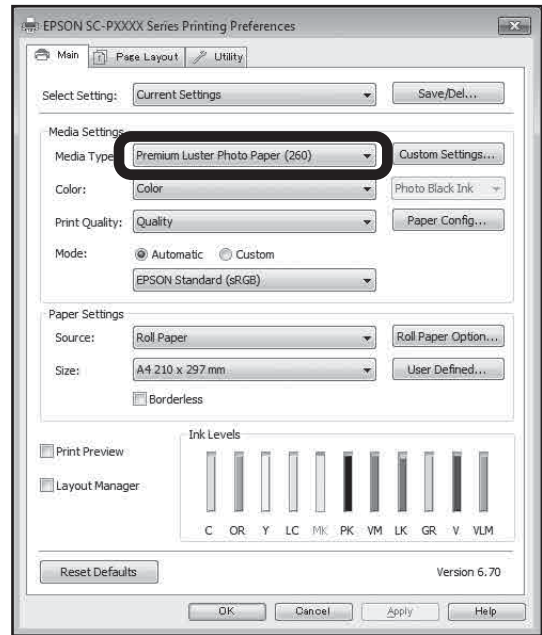 EPSON SC-PXXXX Series Printing Preferences
Main Page Layout Utility
Select Setting: Current Settings Save/Del...
Media Settings
Media Type Premium Luster Photo Paper (260) Custom Settings...
Color: Color Photo Black Ink
Print Quality: Quality Paper Config...
Mode: Automatic Custom
EPSON Standard (sRGB)
Paper Settings
Source: Roll Paper Roll Paper Option...
Size: A4 210 x 297 mm User Defined...
Borderless
Ink Levels
Print Preview
Layout Manager
C OR Y LC MK PK VM LK GR V VLM
Reset Defaults Version 6.70
OK Cancel Apply Help